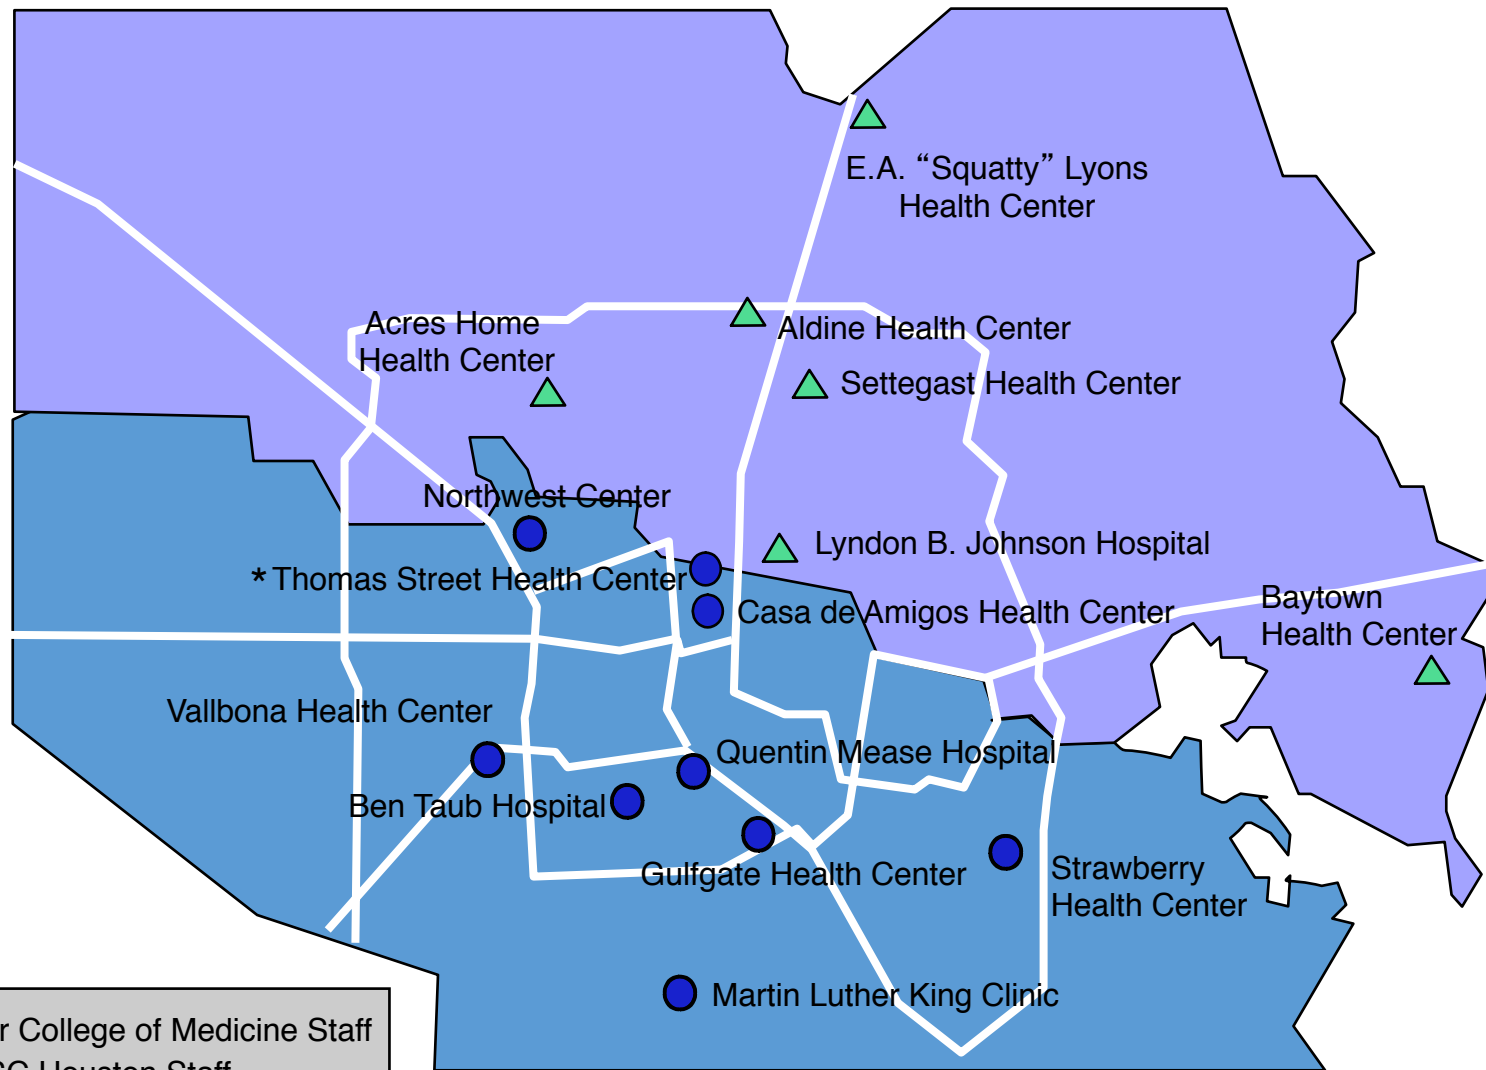 E.A. “Squatty” Lyons
Health Center
Acres Home
Health Center
Aldine Health Center
Settegast Health Center
Northwest Center
Lyndon B. Johnson Hospital
* Thomas Street Health Center
Casa de Amigos Health Center
Baytown
Health Center
Vallbona Health Center
Quentin Mease Hospital
Ben Taub Hospital
Gulfgate Health Center
Strawberry
Health Center
Martin Luther King Clinic
College of Medicine Staff
Houston Staff